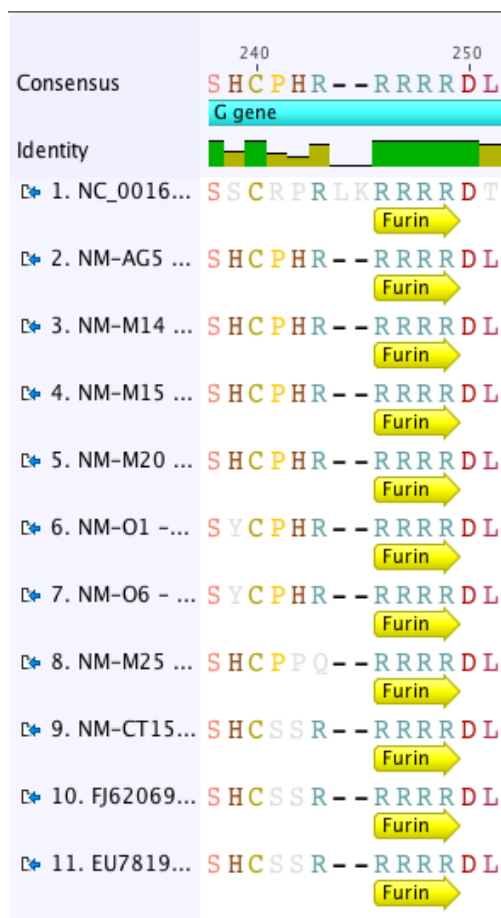 240 250
Consensus SHCPHR--RRRRDL
G gene
Identity
1. NC_0016... SSCRPRLKRRRRDT
Furin
2. NM-AG5 ... SHCPHR--RRRRDL
Furin
3. NM-M14 ... SHCPHR--RRRRDL
Furin
4. NM-M15 ... SHCPHR--RRRRDL
Furin
5. NM-M20 ... SHCPHR--RRRRDL
Furin
6. NM-O1 -... SYCPHR--RRRRDL
Furin
7. NM-O6 - ... SYCPHR--RRRRDL
Furin
8. NM-M25 ... SHCPPQ--RRRRDL
Furin
9. NM-CT15... SHCSSR--RRRRDL
Furin
10. FJ62069... SHCSSR--RRRRDL
Furin
11. EU7819... SHCSSR--RRRRDL
Furin